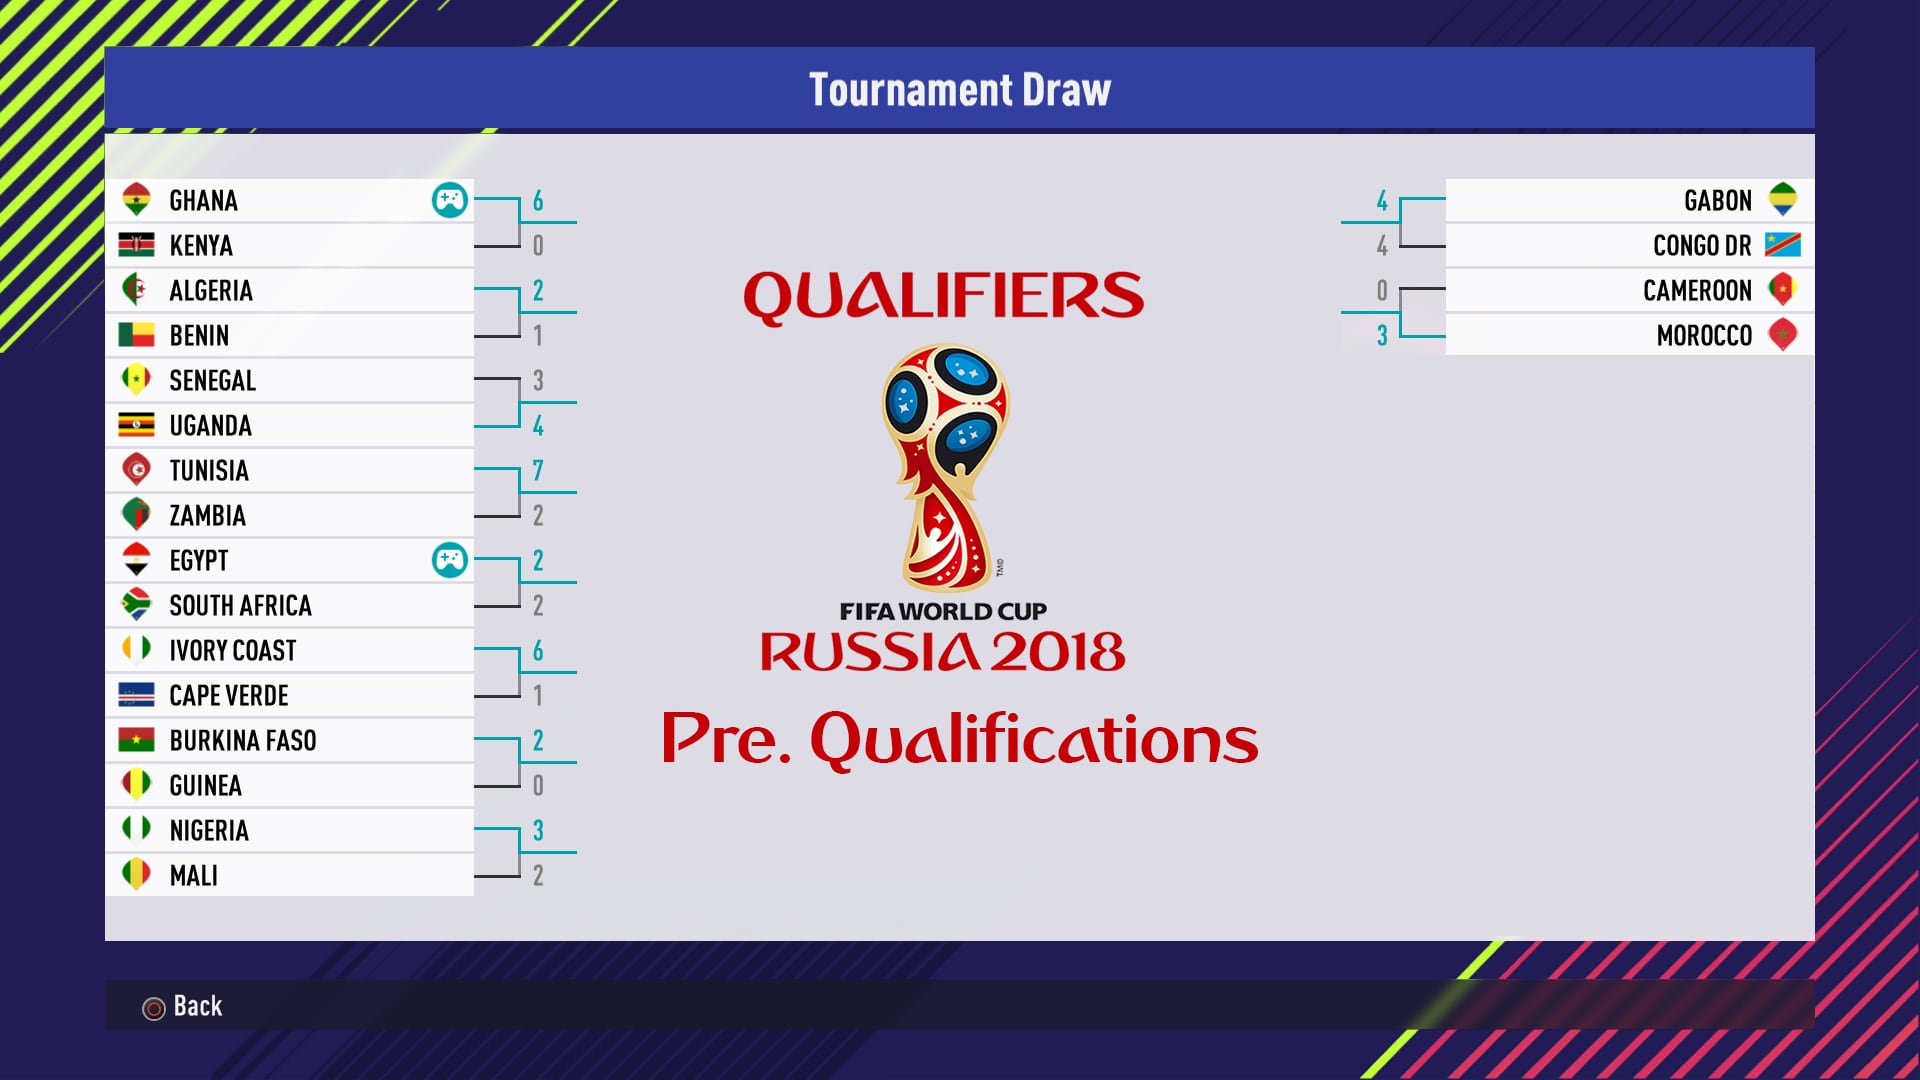 Tournament Draw
GHANA 6
KENYA 0
ALGERIA 2
BENIN 1
SENEGAL 3
UGANDA 4
TUNISIA 7
ZAMBIA 2
EGYPT 2
SOUTH AFRICA 2
IVORY COAST 6
CAPE VERDE 1
BURKINA FASO 2
GUINEA 0
NIGERIA 3
MALI 2
QUALIFIERS
TM©
FIFA WORLD CUP
RUSSIA 2018
Pre. Qualifications
4 GABON
4 CONGO DR
0 CAMEROON
3 MOROCCO
Back